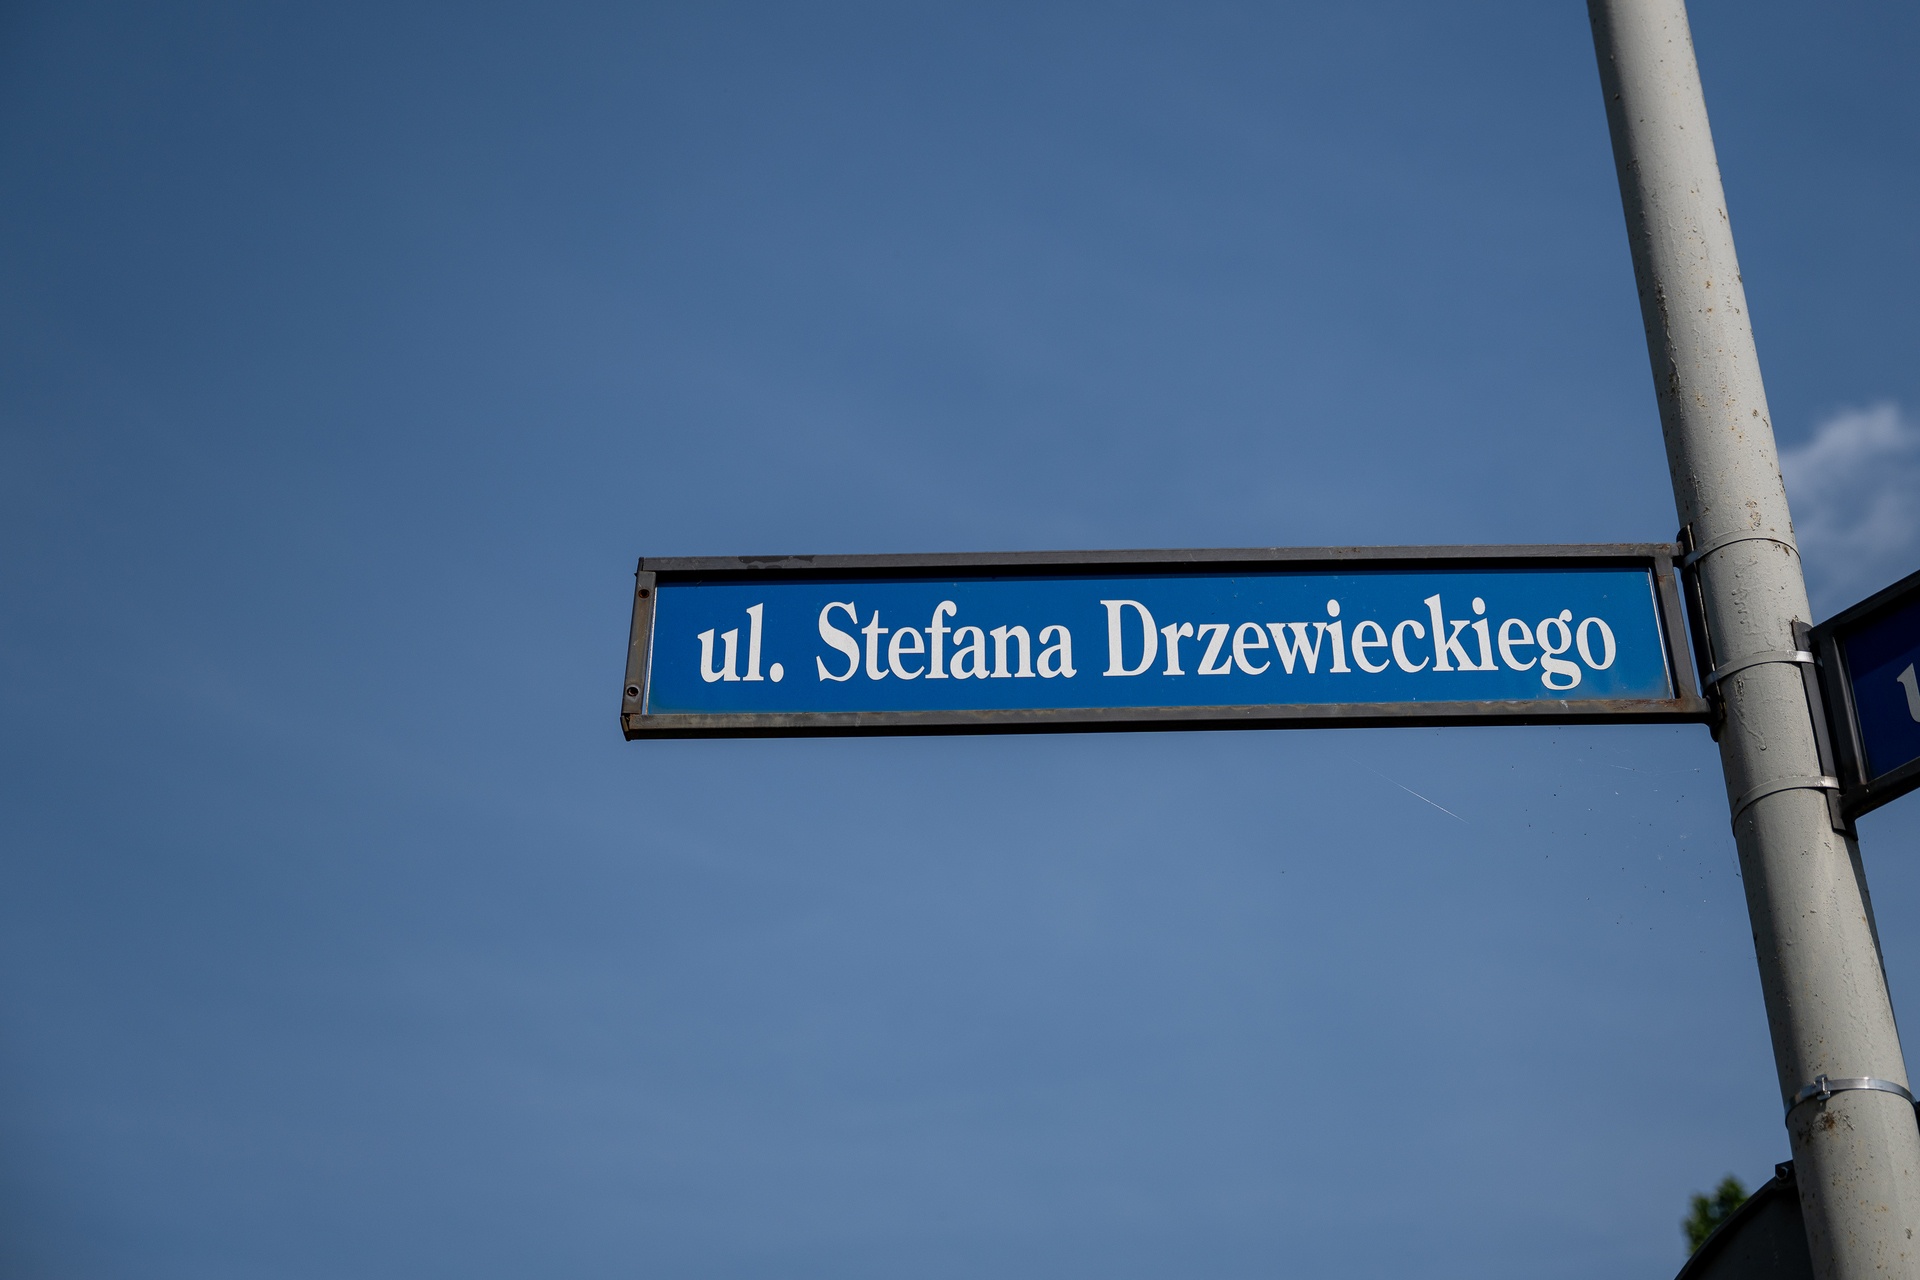 ul. Stefana Drzewieckiego